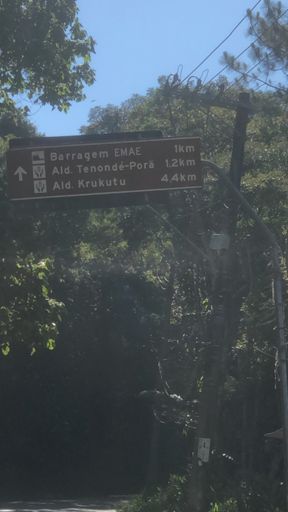 Barragem EMAE 1km
Ald. Tenondé-Porã 1.2km
Ald. Krukutu 4.4km